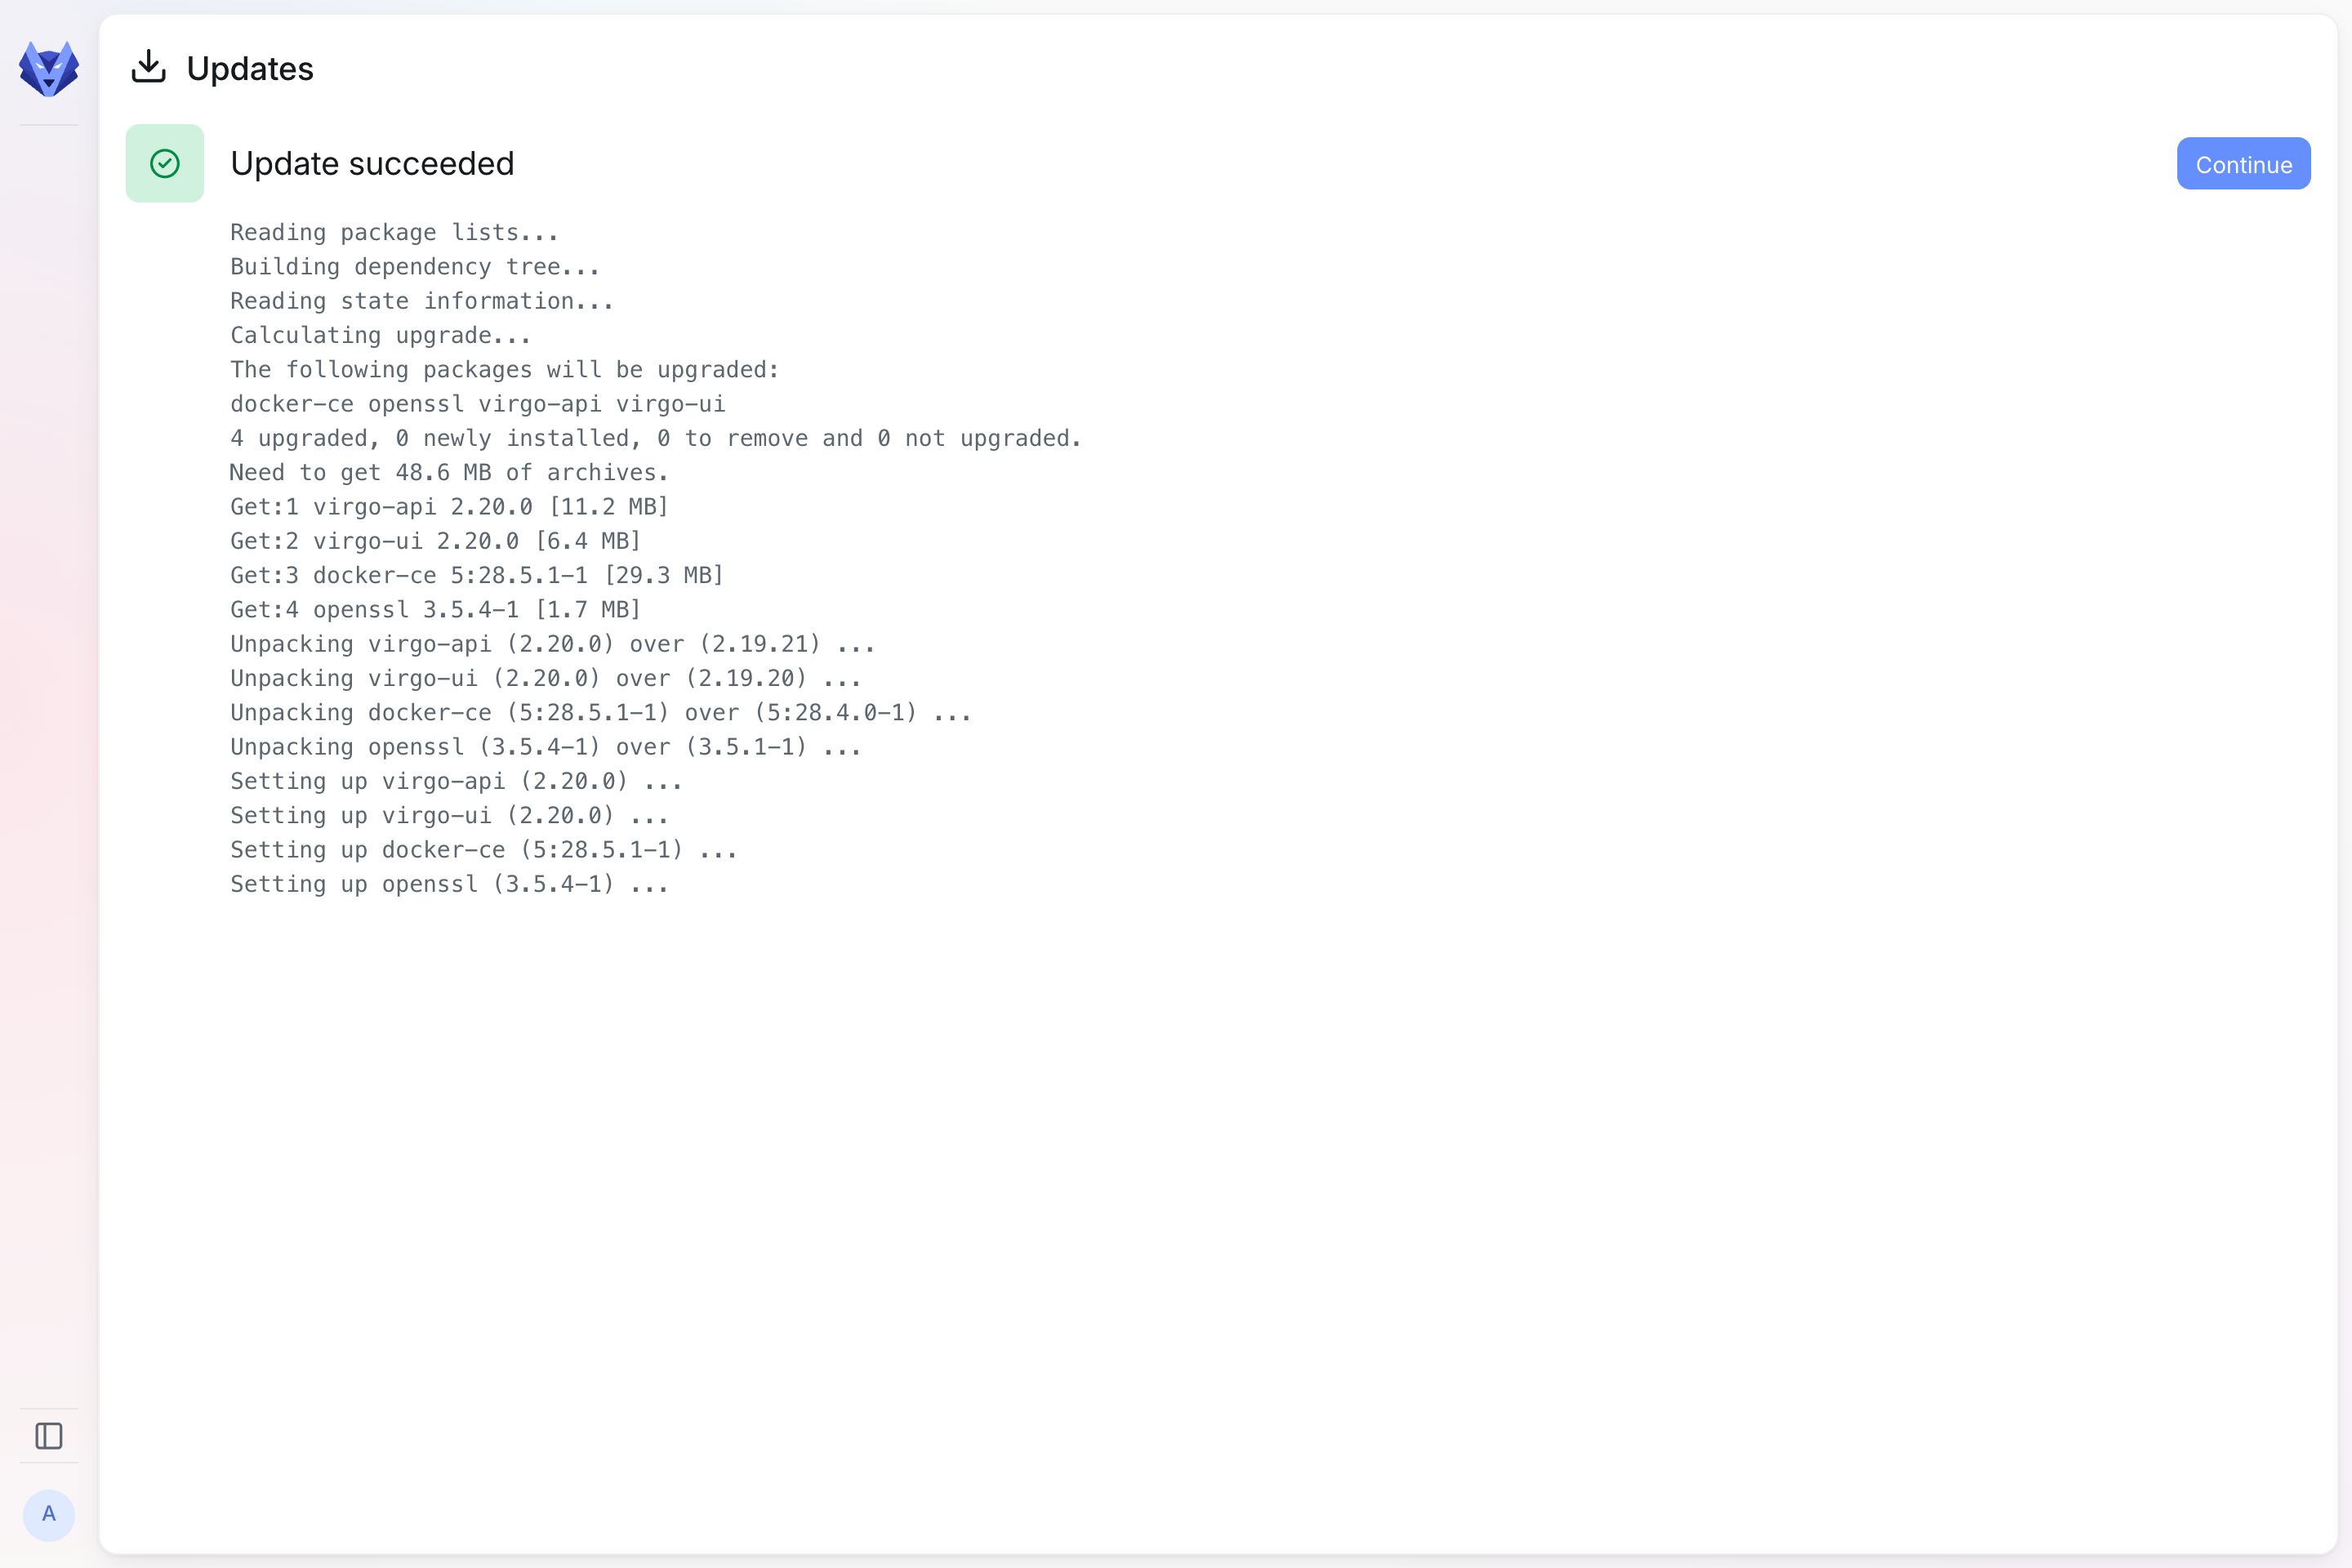 Updates
Update succeeded
Continue
Reading package lists...
Building dependency tree...
Reading state information...
Calculating upgrade...
The following packages will be upgraded:
docker-ce openssl virgo-api virgo-ui
4 upgraded, 0 newly installed, 0 to remove and 0 not upgraded.
Need to get 48.6 MB of archives.
Get:1 virgo-api 2.20.0 [11.2 MB]
Get:2 virgo-ui 2.20.0 [6.4 MB]
Get:3 docker-ce 5:28.5.1-1 [29.3 MB]
Get:4 openssl 3.5.4-1 [1.7 MB]
Unpacking virgo-api (2.20.0) over (2.19.21) ...
Unpacking virgo-ui (2.20.0) over (2.19.20) ...
Unpacking docker-ce (5:28.5.1-1) over (5:28.4.0-1) ...
Unpacking openssl (3.5.4-1) over (3.5.1-1) ...
Setting up virgo-api (2.20.0) ...
Setting up virgo-ui (2.20.0) ...
Setting up docker-ce (5:28.5.1-1) ...
Setting up openssl (3.5.4-1) ...
A